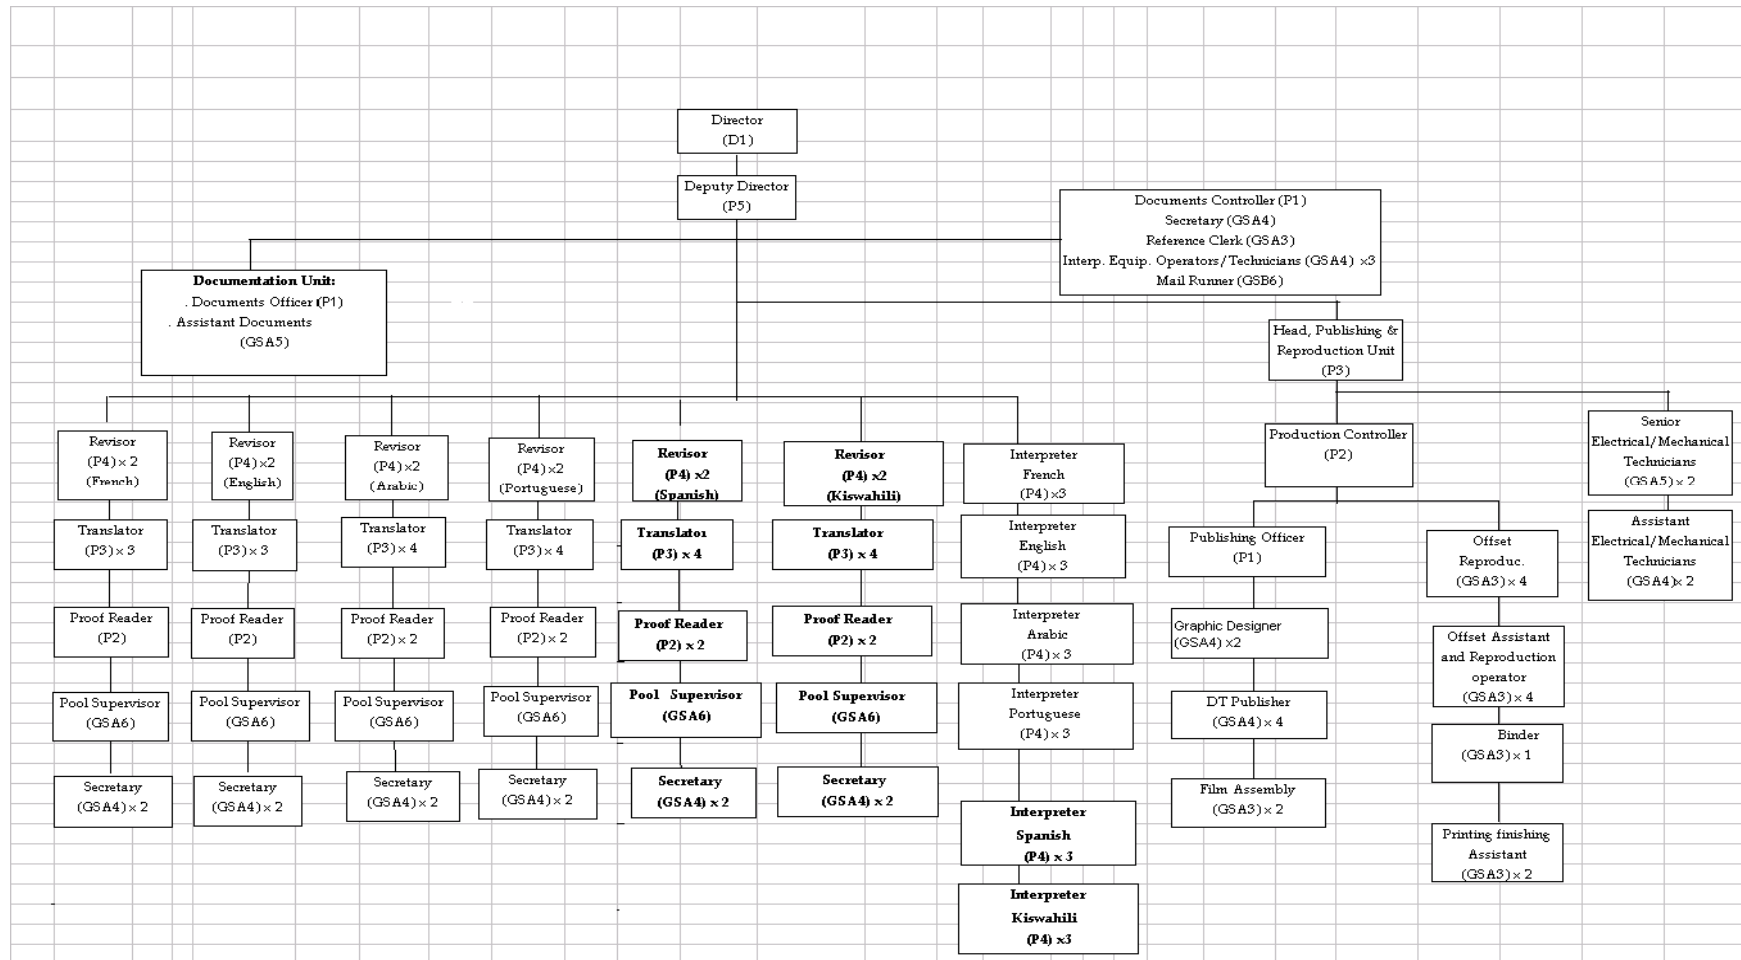 Director
(D1)
Deputy Director
(P5)
Documents Controller (P1)
Secretary (GSA4)
Reference Clerk (GSA3)
Interp. Equip. Operators/Technicians (GSA4) x3
Mail Runner (GSB6)
Documentation Unit:
. Documents Officer (P1)
. Assistant Documents
(GSA5)
Head, Publishing &
Reproduction Unit
(P3)
Revisor
(P4) x 2
(French)
Translator
(P3) x 3
Proof Reader
(P2)
Pool Supervisor
(GSA6)
Secretary
(GSA4) x 2
Revisor
(P4) x2
(English)
Translator
(P3) x 3
Proof Reader
(P2)
Pool Supervisor
(GSA6)
Secretary
(GSA4) x 2
Revisor
(P4) x2
(Arabic)
Translator
(P3) x 4
Proof Reader
(P2) x 2
Pool Supervisor
(GSA6)
Secretary
(GSA4) x 2
Revisor
(P4) x2
(Portuguese)
Translator
(P3) x 4
Proof Reader
(P2) x 2
Pool Supervisor
(GSA6)
Secretary
(GSA4) x 2
Revisor
(P4) x2
(Spanish)
Translator
(P3) x 4
Proof Reader
(P2) x 2
Pool Supervisor
(GSA6)
Secretary
(GSA4) x 2
Revisor
(P4) x2
(Kiswahili)
Translator
(P3) x 4
Proof Reader
(P2) x 2
Pool Supervisor
(GSA6)
Secretary
(GSA4) x 2
Interpreter
French
(P4) x3
Interpreter
English
(P4) x 3
Interpreter
Arabic
(P4) x 3
Interpreter
Portuguese
(P4) x 3
Interpreter
Spanish
(P4) x 3
Interpreter
Kiswahili
(P4) x3
Production Controller
(P2)
Publishing Officer
(P1)
Graphic Designer
(GSA4) x2
DT Publisher
(GSA4) x 4
Film Assembly
(GSA3) x 2
Offset
Reproduc.
(GSA3) x 4
Offset Assistant
and Reproduction
operator
(GSA3) x 4
Binder
(GSA3) x 1
Printing finishing
Assistant
(GSA3) x 2
Senior
Electrical/Mechanical
Technicians
(GSA5) x 2
Assistant
Electrical/Mechanical
Technicians
(GSA4)x 2